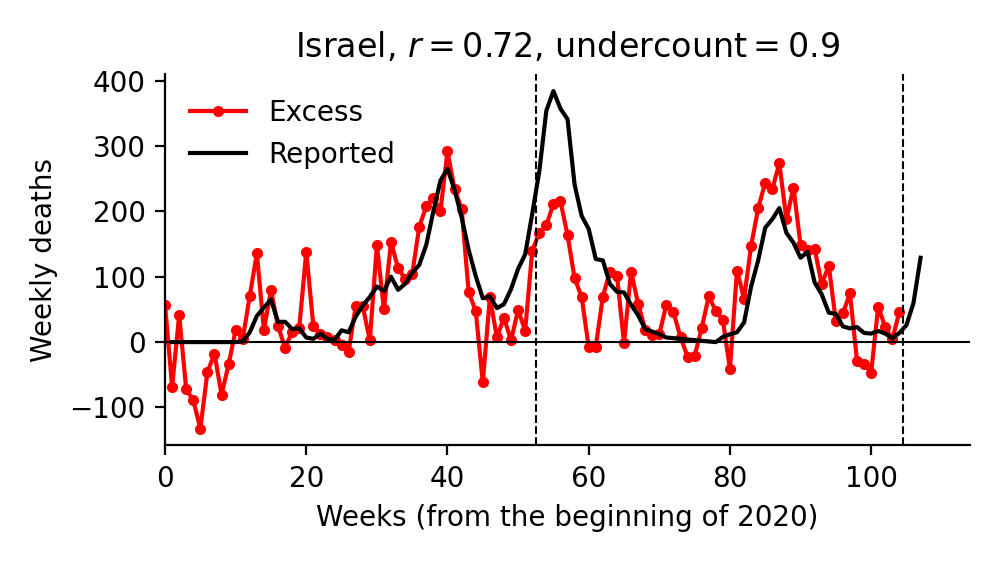 Israel, r = 0.72, undercount = 0.9
400
300
200
100
0
−100
Weekly deaths
Excess
Reported
0 20 40 60 80 100
Weeks (from the beginning of 2020)